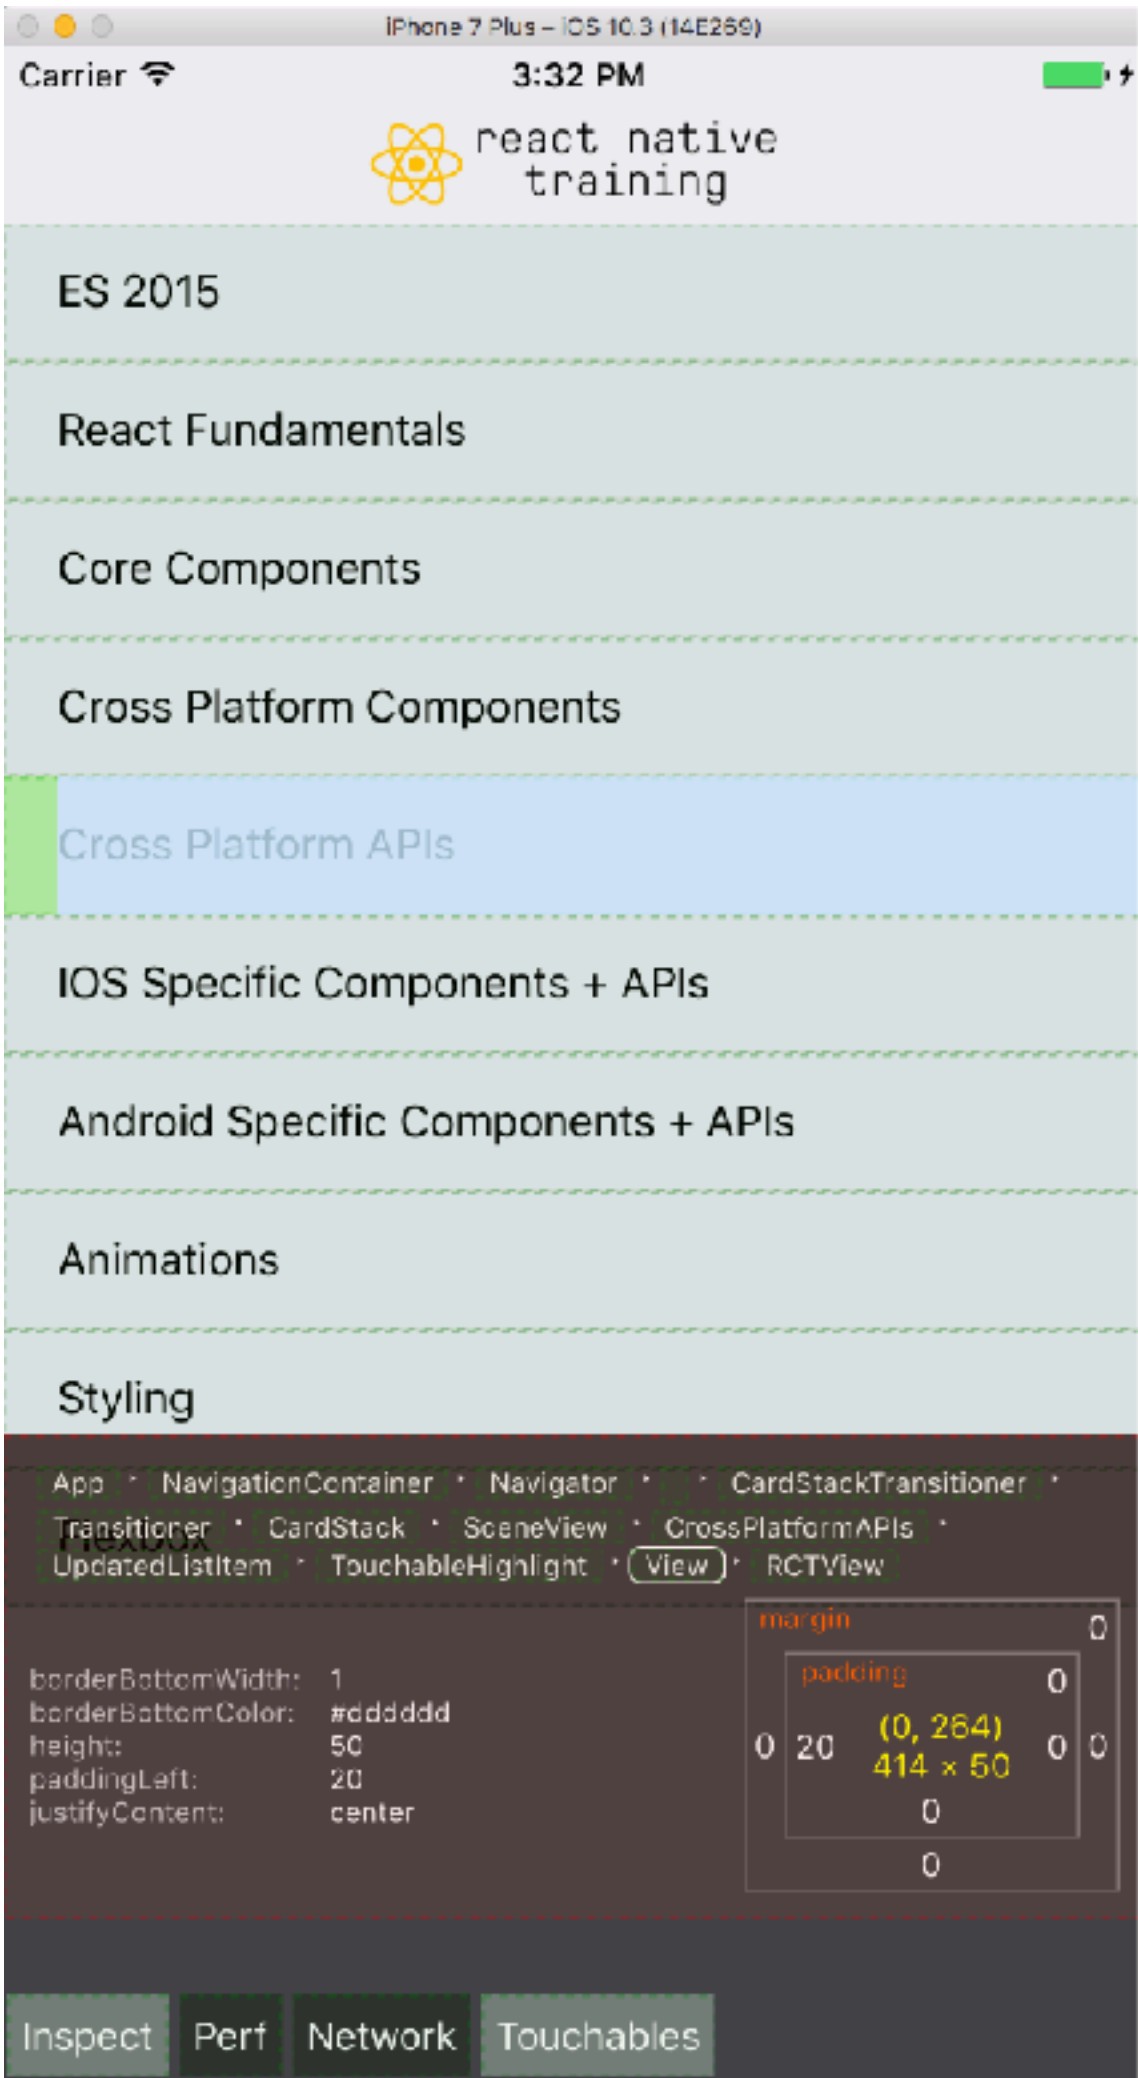 iPhone 7 Plus – iOS 10.3 (14E269)
Carrier 3:32 PM
react native
training
ES 2015
React Fundamentals
Core Components
Cross Platform Components
Cross Platform APIs
IOS Specific Components + APIs
Android Specific Components + APIs
Animations
Styling
App NavigationContainer Navigator CardStackTransitioner
Transitioner CardStack SceneView CrossPlatformAPIs
Flexbox
UpdatedListItem TouchableHighlight View RCTView
margin 0
padding 0
borderBottomWidth: 1
borderBottomColor: #dddddd
height: 50
paddingLeft: 20
justifyContent: center
(0, 264)
0 20 414 × 50 0 0
0
0
Inspect Perf Network Touchables